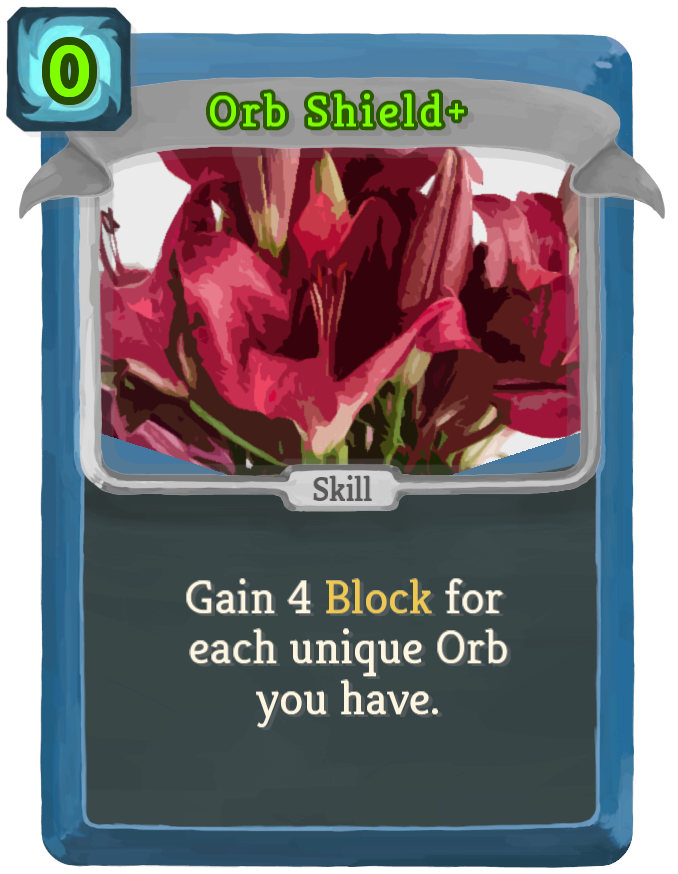 0
Orb Shield+
Skill
Gain 4 Block for
each unique Orb
you have.